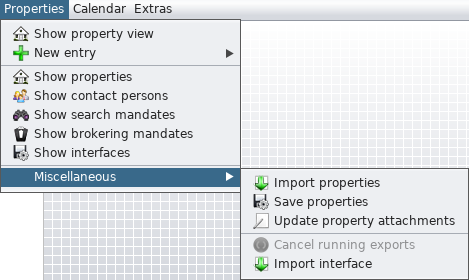 Properties Calendar Extras
Show property view
New entry
Show properties
Show contact persons
Show search mandates
Show brokering mandates
Show interfaces
Miscellaneous
Import properties
Save properties
Update property attachments
Cancel running exports
Import interface